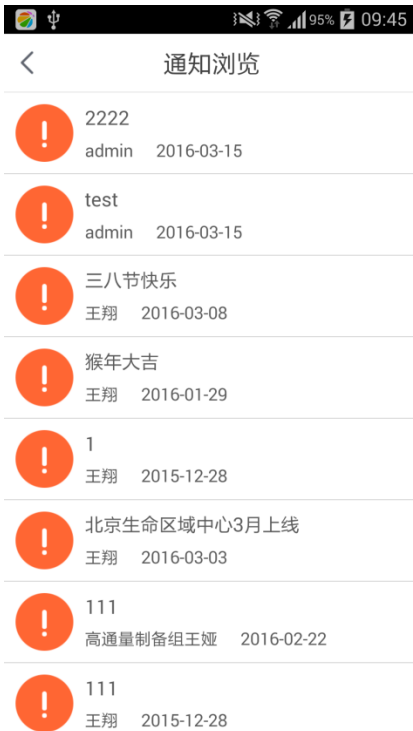 95% 09:45
通知浏览
2222
admin 2016-03-15
test
admin 2016-03-15
三八节快乐
王翔 2016-03-08
猴年大吉
王翔 2016-01-29
1
王翔 2015-12-28
北京生命区域中心3月上线
王翔 2016-03-03
111
高通量制备组王娅 2016-02-22
111
王翔 2015-12-28